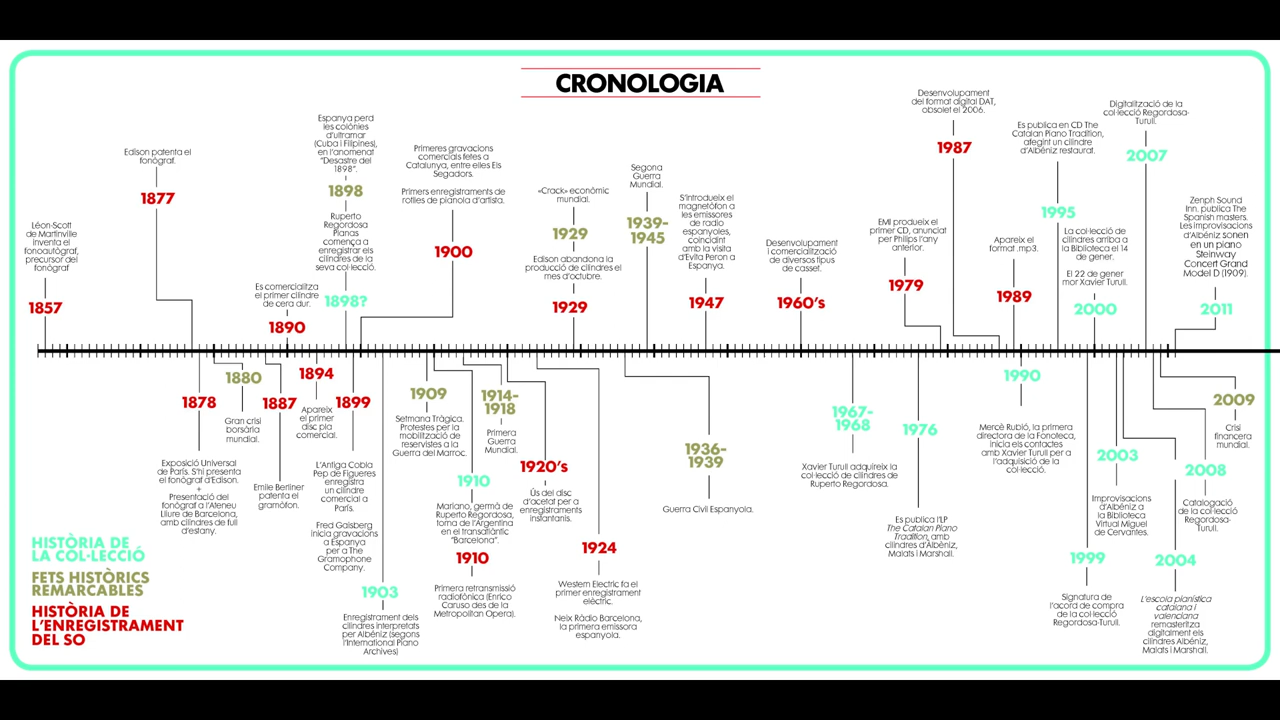 CRONOLOGIA
Léon-Scott
de Martinville
inventa el
fonoautògraf,
precursor del
fonògraf
1857
Edison patenta el
fonògraf.
1877
Es comercialitza
el primer cilindre
de cera dur.
1890
Espanya perd
les colònies
d'ultramar
(Cuba i Filipines),
en l'anomenat
"Desastre del
1898".
1898
Ruperto
Regordosa
Planas
comença a
enregistrar els
cilindres de la
seva col·lecció.
1898?
Primeres gravacions
comercials fetes a
Catalunya, entre elles Els
Segadors.
Primers enregistraments de
rotlles de pianola d'artista.
1900
«Crack» econòmic
mundial.
1929
Edison abandona la
producció de cilindres el
mes d'octubre.
1929
Segona
Guerra
Mundial.
1939-
1945
S'introdueix el
magnetòfon a
les emissores
de radio
espanyoles,
coincidint
amb la visita
d'Evita Peron a
Espanya.
1947
Desenvolupament
i comercialització
de diversos tipus
de casset.
1960's
EMI produeix el
primer CD, anunciat
per Philips l'any
anterior.
1979
Desenvolupament
del format digital DAT,
obsolet el 2006.
1987
Apareix el
format .mp3.
1989
Es publica en CD The
Catalan Piano Tradition,
afegint un cilindre
d'Albéniz restaurat.
1995
La col·lecció de
cilindres arriba a
la Biblioteca el 14
de gener.
El 22 de gener
mor Xavier Turull.
2000
Digitalització de la
col·lecció Regordosa-
Turull.
2007
Zenph Sound
Inn. publica The
Spanish masters.
Les improvisacions
d'Albéniz sonen
en un piano
Steinway
Concert Grand
Model D (1909).
2011
1878
Exposició Universal
de París. S'hi presenta
el fonògraf d'Edison.
+
Presentació del
fonògraf a l'Ateneu
Lliure de Barcelona,
amb cilindres de full
d'estany.
1880
Gran crisi
borsària
mundial.
1887
Emile Berliner
patenta el
gramòfon.
1894
Apareix
el primer
disc pla
comercial.
1899
L'Antiga Cobla
Pep de Figueres
enregistra
un cilindre
comercial a
París.
Fred Gaisberg
inicia gravacions
a Espanya
per a The
Gramophone
Company.
1903
Enregistrament dels
cilindres interpretats
per Albéniz (segons
l'International Piano
Archives)
1909
Setmana Tràgica.
Protestes per la
mobilització de
reservistes a la
Guerra del Marroc.
1910
Mariano, germà de
Ruperto Regordosa,
torna de l'Argentina
en el transatlàntic
"Barcelona".
1910
Primera retransmissió
radiofònica (Enrico
Caruso des de la
Metropolitan Opera).
1914-
1918
Primera
Guerra
Mundial.
1920's
Ús del disc
d'acetat per a
enregistraments
instantanis.
1924
Western Electric fa el
primer enregistrament
elèctric.
Neix Ràdio Barcelona,
la primera emissora
espanyola.
1936-
1939
Guerra Civil Espanyola.
1967-
1968
Xavier Turull adquireix la
col·lecció de cilindres de
Ruperto Regordosa.
1976
Es publica l'LP
The Catalan Piano
Tradition, amb
cilindres d'Albéniz,
Malats i Marshall.
1990
Mercè Rubió, la primera
directora de la Fonoteca,
inicia els contactes
amb Xavier Turull per a
l'adquisició de la
col·lecció.
1999
Signatura de
l'acord de compra
de la col·lecció
Regordosa-Turull.
2003
Improvisacions
d'Albéniz a
la Biblioteca
Virtual Miguel
de Cervantes.
2004
L'escola pianística
catalana i
valenciana
remasteritza
digitalment els
cilindres Albéniz,
Malats i Marshall.
2008
Catalogació
de la col·lecció
Regordosa-
Turull.
2009
Crisi
financera
mundial.
HISTÒRIA DE
LA COL·LECCIÓ
FETS HISTÒRICS
REMARCABLES
HISTÒRIA DE
L'ENREGISTRAMENT
DEL SO